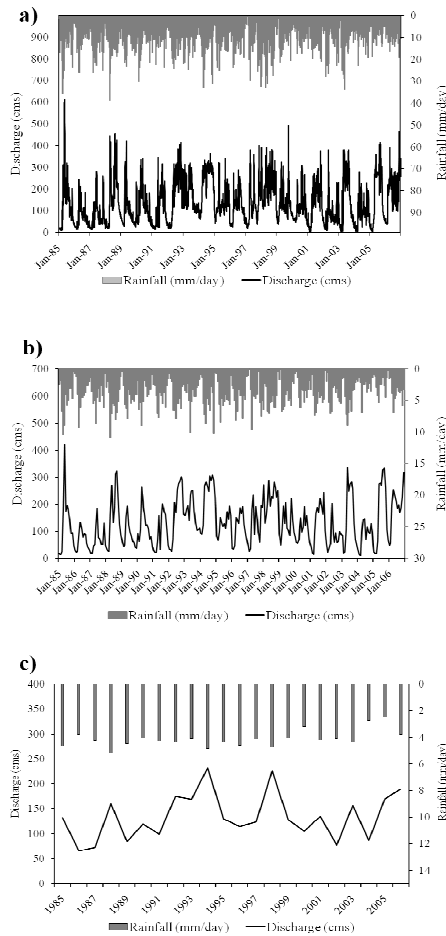 a)
900
800
700
600
500
400
300
200
100
0
Discharge (cms)
0
10
20
30
40
50
60
70
80
90
Rainfall (mm/day)
Jan-85
Jan-87
Jan-89
Jan-91
Jan-93
Jan-95
Jan-97
Jan-99
Jan-01
Jan-03
Jan-05
Rainfall (mm/day) Discharge (cms)
b)
700
600
500
400
300
200
100
0
Discharge (cms)
0
5
10
15
20
25
30
Rainfall (mm/day)
Jan-85
Jan-86
Jan-87
Jan-88
Jan-89
Jan-90
Jan-91
Jan-92
Jan-93
Jan-94
Jan-95
Jan-96
Jan-97
Jan-98
Jan-99
Jan-00
Jan-01
Jan-02
Jan-03
Jan-04
Jan-05
Jan-06
Rainfall (mm/day) Discharge (cms)
c)
400
350
300
250
200
150
100
50
0
Discharge (cms)
0
2
4
6
8
10
12
14
Rainfall (mm/day)
1985
1987
1989
1991
1993
1995
1997
1999
2001
2003
2005
Rainfall (mm/day) Discharge (cms)